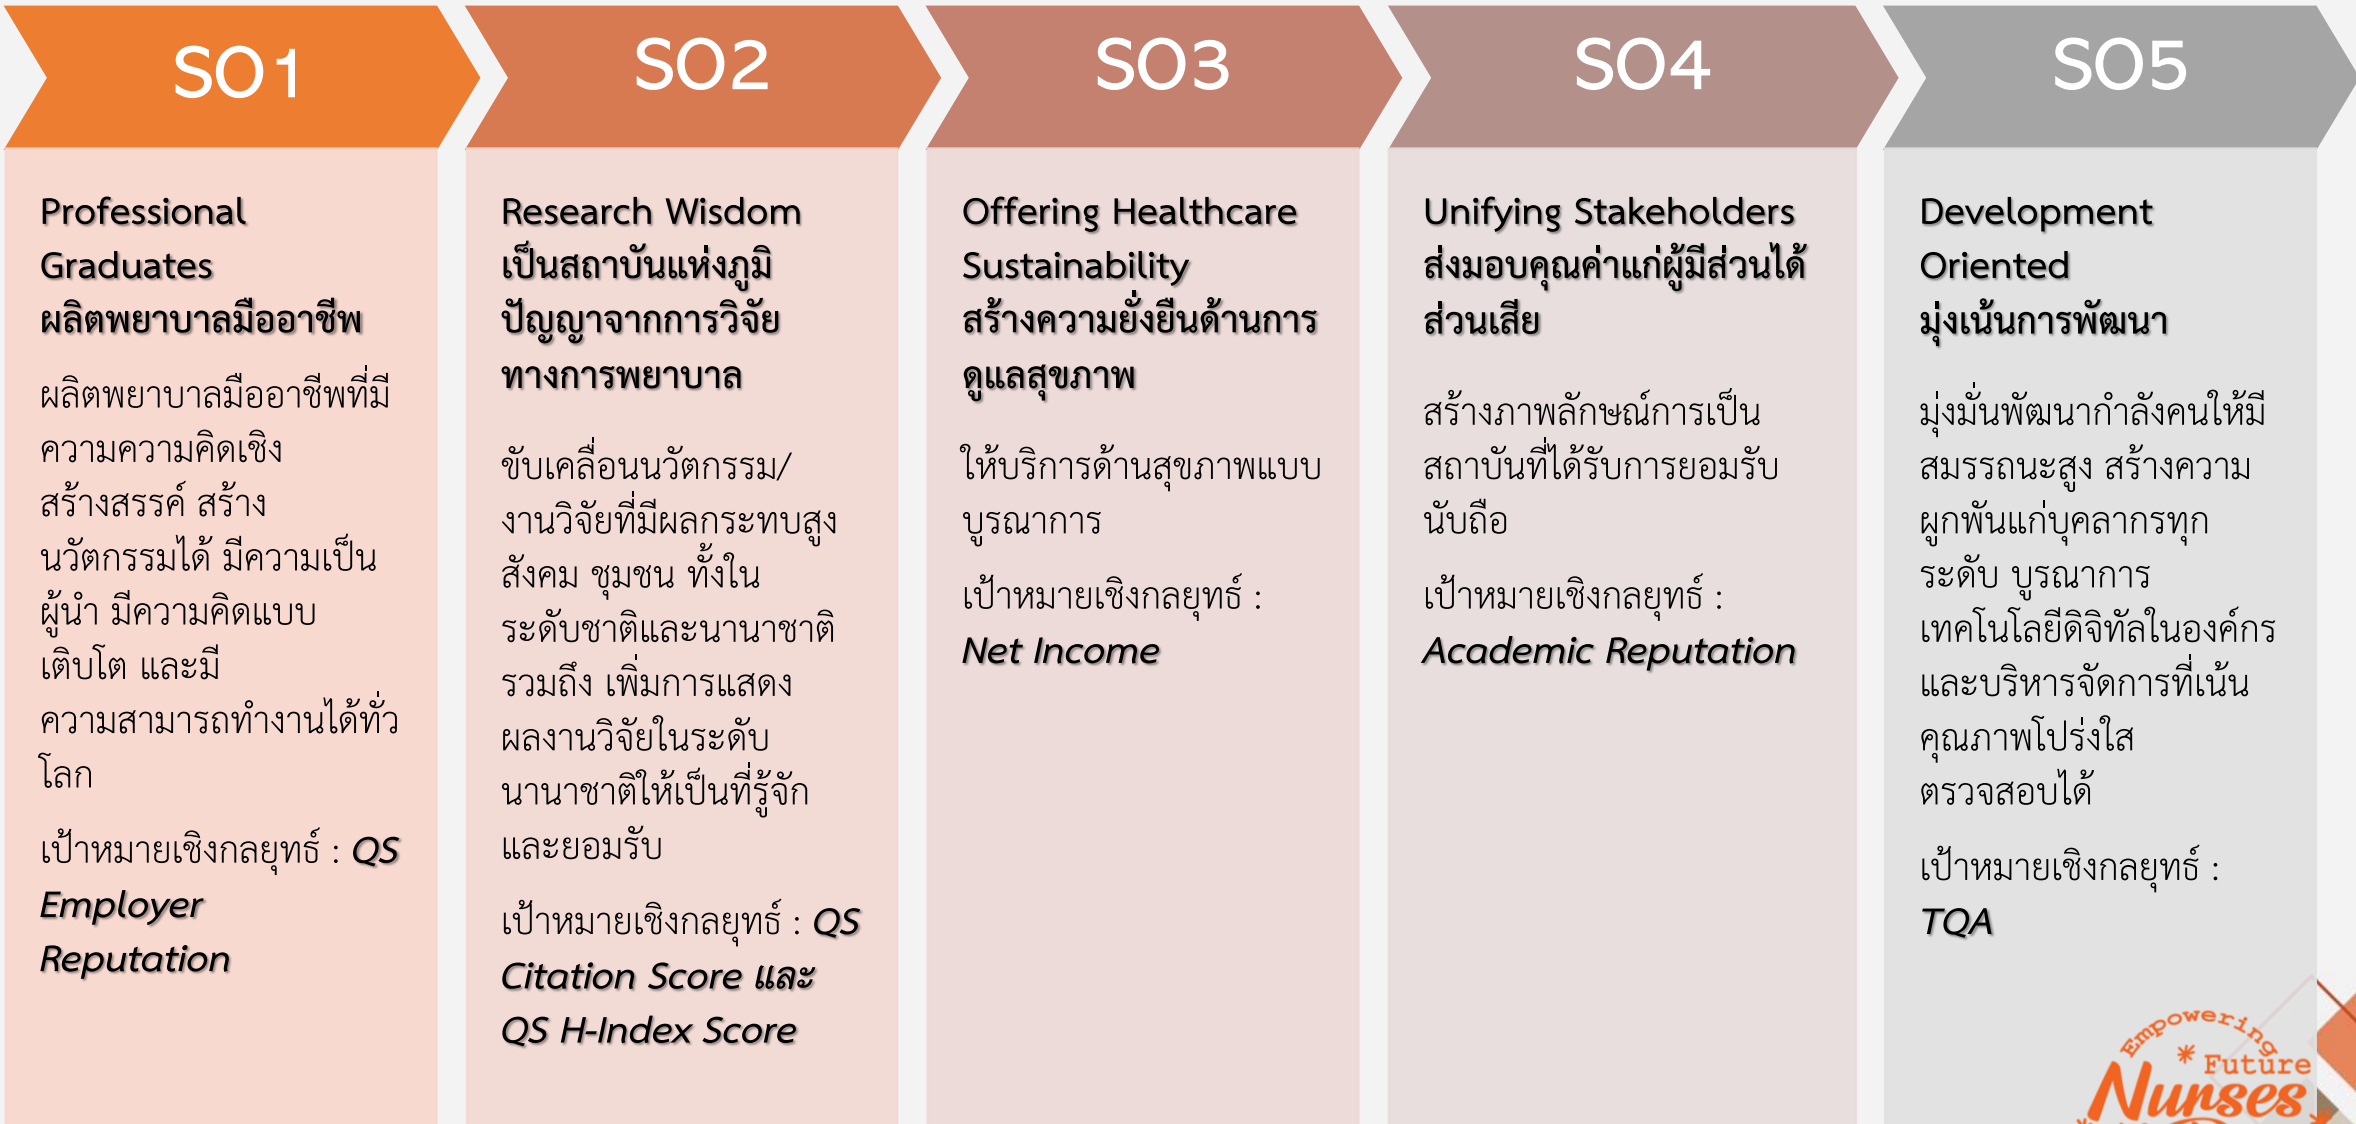 SO1
Professional
Graduates
ผลิตพยาบาลมืออาชีพ
ผลิตพยาบาลมืออาชีพที่มี
ความความคิดเชิง
สร้างสรรค์ สร้าง
นวัตกรรมได้ มีความเป็น
ผู้นำ มีความคิดแบบ
เติบโต และมี
ความสามารถทำงานได้ทั่ว
โลก
เป้าหมายเชิงกลยุทธ์ : QS
Employer
Reputation
SO2
Research Wisdom
เป็นสถาบันแห่งภูมิ
ปัญญาจากการวิจัย
ทางการพยาบาล
ขับเคลื่อนนวัตกรรม/
งานวิจัยที่มีผลกระทบสูง
สังคม ชุมชน ทั้งใน
ระดับชาติและนานาชาติ
รวมถึง เพิ่มการแสดง
ผลงานวิจัยในระดับ
นานาชาติให้เป็นที่รู้จัก
และยอมรับ
เป้าหมายเชิงกลยุทธ์ : QS
Citation Score และ
QS H-Index Score
SO3
Offering Healthcare
Sustainability
สร้างความยั่งยืนด้านการ
ดูแลสุขภาพ
ให้บริการด้านสุขภาพแบบ
บูรณาการ
เป้าหมายเชิงกลยุทธ์ :
Net Income
SO4
Unifying Stakeholders
ส่งมอบคุณค่าแก่ผู้มีส่วนได้
ส่วนเสีย
สร้างภาพลักษณ์การเป็น
สถาบันที่ได้รับการยอมรับ
นับถือ
เป้าหมายเชิงกลยุทธ์ :
Academic Reputation
SO5
Development
Oriented
มุ่งเน้นการพัฒนา
มุ่งมั่นพัฒนากำลังคนให้มี
สมรรถนะสูง สร้างความ
ผูกพันแก่บุคลากรทุก
ระดับ บูรณาการ
เทคโนโลยีดิจิทัลในองค์กร
และบริหารจัดการที่เน้น
คุณภาพโปร่งใส
ตรวจสอบได้
เป้าหมายเชิงกลยุทธ์ :
TQA
Empowering
Future
Nurses